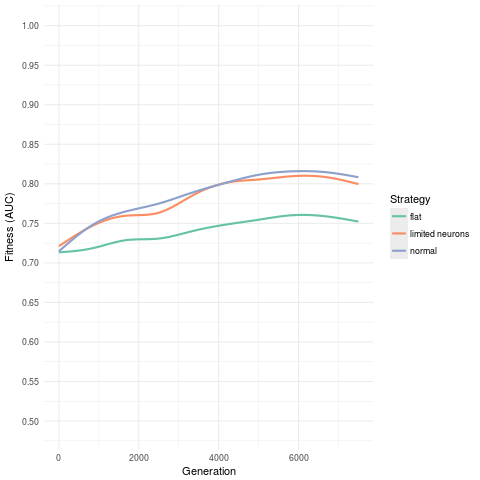 1.00
0.95
0.90
0.85
0.80
0.75
0.70
0.65
0.60
0.55
0.50
Fitness (AUC)
0 2000 4000 6000
Generation
Strategy
flat
limited neurons
normal